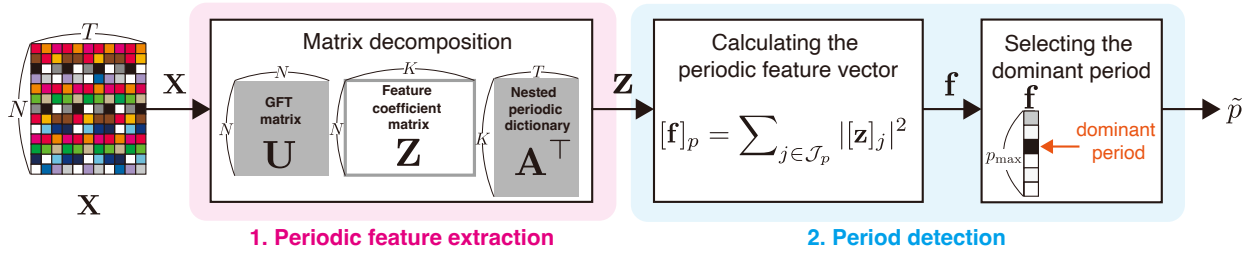 T
N
X
X
Matrix decomposition
N
N
GFT
matrix
U
K
N
Feature
coefficient
matrix
Z
T
K
Nested
periodic
dictionary
A⊤
1. Periodic feature extraction
Z
Calculating the
periodic feature vector
[f]ₚ = ∑_{j∈𝒥ₚ} |[z]ⱼ|²
f
Selecting the
dominant period
f
p_max
dominant
period
2. Period detection
p̃